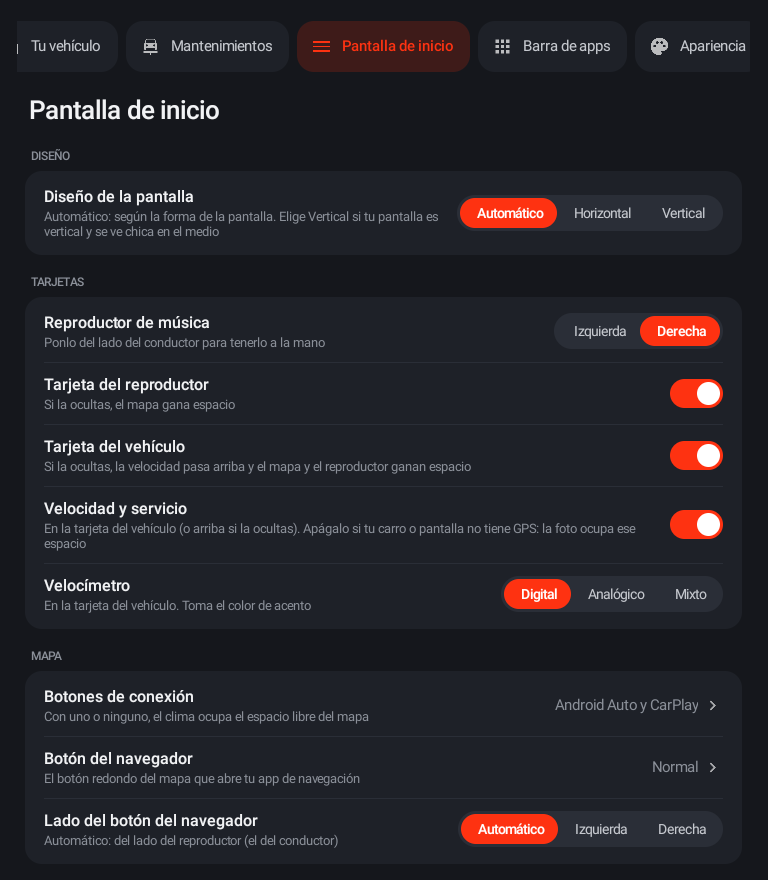 Tu vehículo
Mantenimientos
Pantalla de inicio
Barra de apps
Apariencia
Pantalla de inicio
DISEÑO
Diseño de la pantalla
Automático: según la forma de la pantalla. Elige Vertical si tu pantalla es
vertical y se ve chica en el medio
Automático
Horizontal
Vertical
TARJETAS
Reproductor de música
Ponlo del lado del conductor para tenerlo a la mano
Izquierda
Derecha
Tarjeta del reproductor
Si la ocultas, el mapa gana espacio
Tarjeta del vehículo
Si la ocultas, la velocidad pasa arriba y el mapa y el reproductor ganan espacio
Velocidad y servicio
En la tarjeta del vehículo (o arriba si la ocultas). Apágalo si tu carro o pantalla no tiene GPS: la foto ocupa ese
espacio
Velocímetro
En la tarjeta del vehículo. Toma el color de acento
Digital
Analógico
Mixto
MAPA
Botones de conexión
Con uno o ninguno, el clima ocupa el espacio libre del mapa
Android Auto y CarPlay
Botón del navegador
El botón redondo del mapa que abre tu app de navegación
Normal
Lado del botón del navegador
Automático: del lado del reproductor (el del conductor)
Automático
Izquierda
Derecha